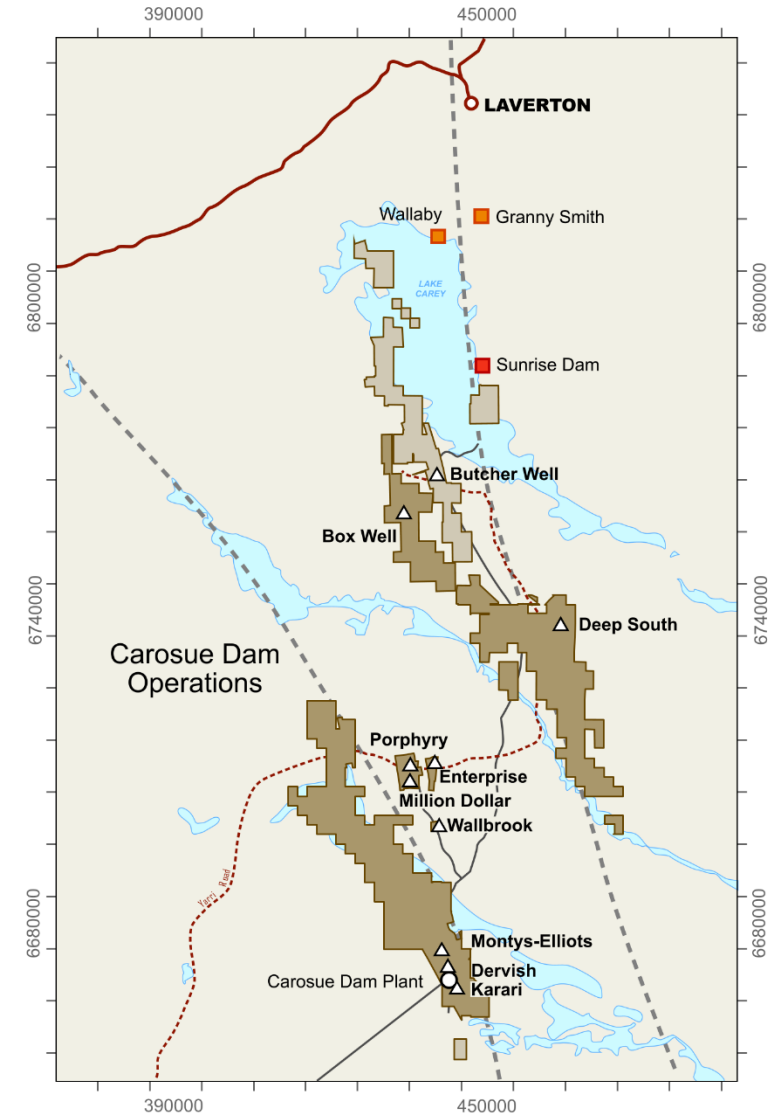 390000
450000
LAVERTON
Wallaby
Granny Smith
LAKE
CAREY
6800000
6800000
Sunrise Dam
Butcher Well
Box Well
6740000
6740000
Deep South
Carosue Dam
Operations
Porphyry
Enterprise
Million Dollar
Wallbrook
Yarri Road
6680000
6680000
Montys-Elliots
Dervish
Carosue Dam Plant
Karari
390000
450000